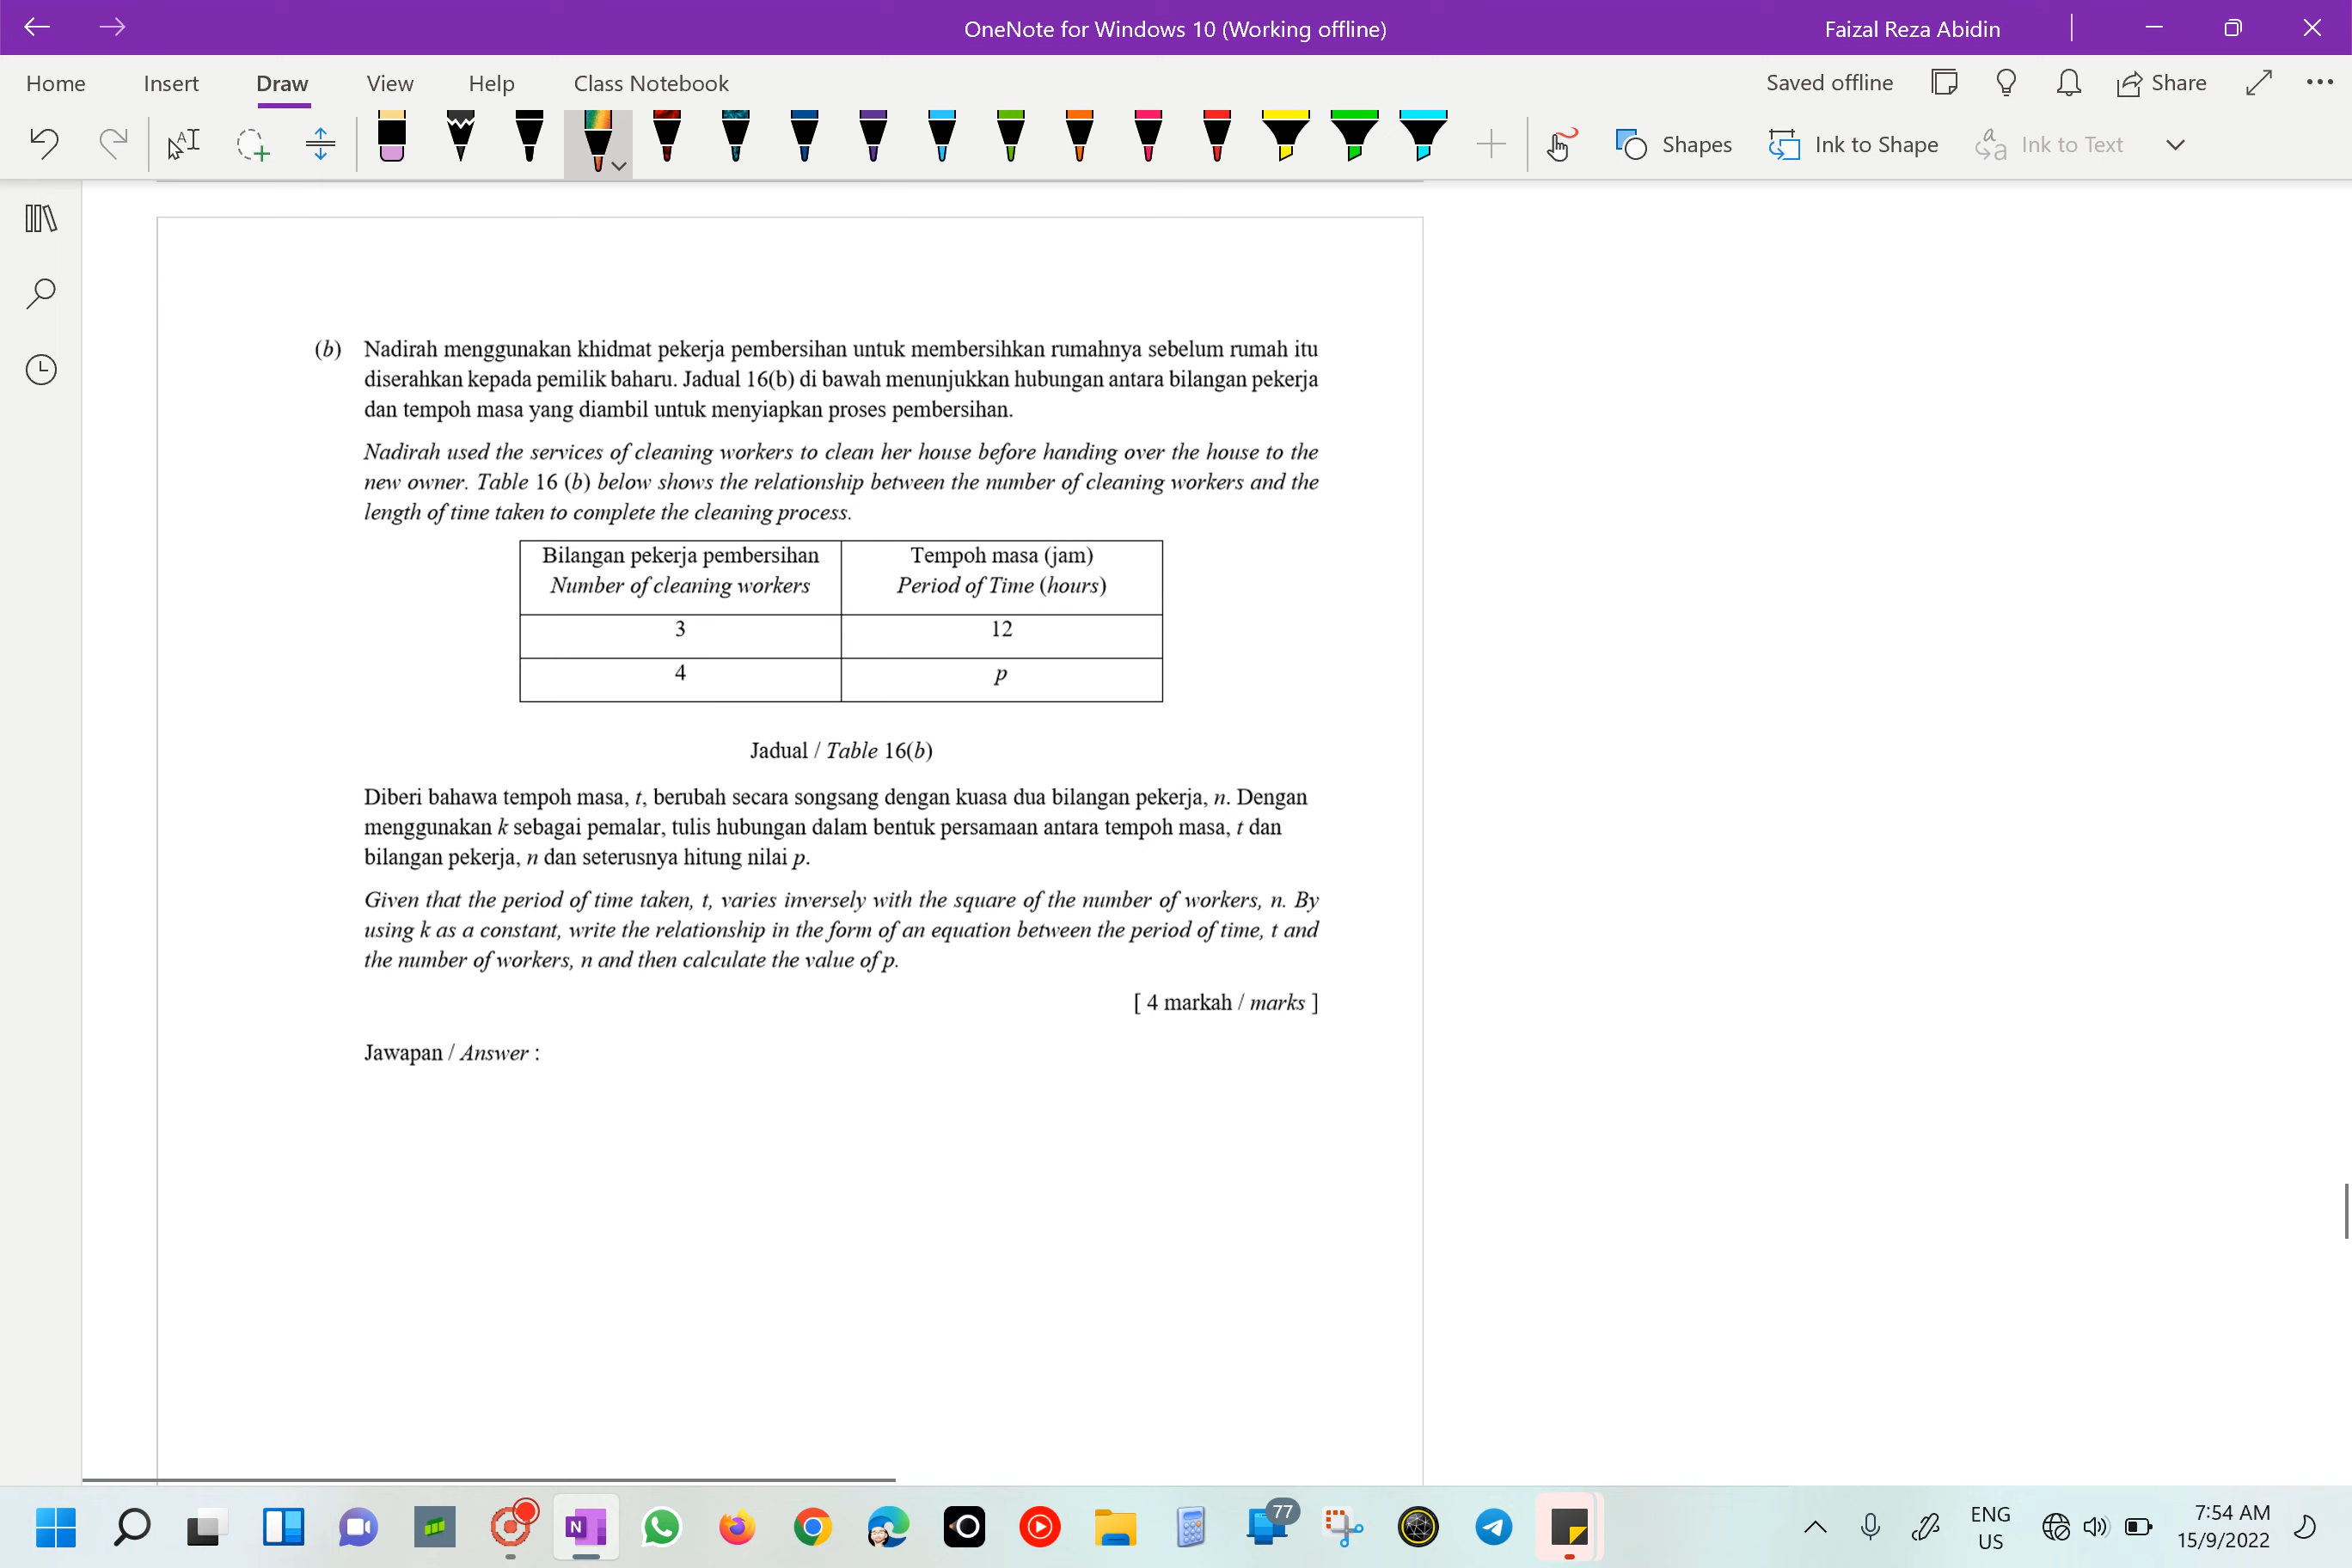 OneNote for Windows 10 (Working offline)
Faizal Reza Abidin
Home Insert Draw View Help Class Notebook
Saved offline
Share
Shapes
Ink to Shape
Ink to Text
(b) Nadirah menggunakan khidmat pekerja pembersihan untuk membersihkan rumahnya sebelum rumah itu
diserahkan kepada pemilik baharu. Jadual 16(b) di bawah menunjukkan hubungan antara bilangan pekerja
dan tempoh masa yang diambil untuk menyiapkan proses pembersihan.
Nadirah used the services of cleaning workers to clean her house before handing over the house to the
new owner. Table 16 (b) below shows the relationship between the number of cleaning workers and the
length of time taken to complete the cleaning process.
Bilangan pekerja pembersihan
Number of cleaning workers
Tempoh masa (jam)
Period of Time (hours)
3 12
4 p
Jadual / Table 16(b)
Diberi bahawa tempoh masa, t, berubah secara songsang dengan kuasa dua bilangan pekerja, n. Dengan
menggunakan k sebagai pemalar, tulis hubungan dalam bentuk persamaan antara tempoh masa, t dan
bilangan pekerja, n dan seterusnya hitung nilai p.
Given that the period of time taken, t, varies inversely with the square of the number of workers, n. By
using k as a constant, write the relationship in the form of an equation between the period of time, t and
the number of workers, n and then calculate the value of p.
[ 4 markah / marks ]
Jawapan / Answer :
77
ENG
US
7:54 AM
15/9/2022